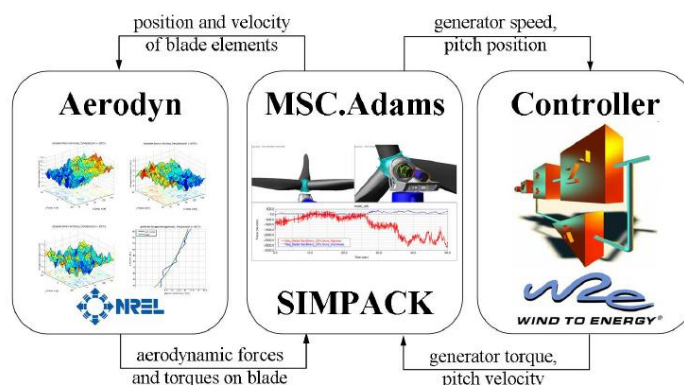 position and velocity
of blade elements
generator speed,
pitch position
Aerodyn
MSC.Adams
Controller
NREL
SIMPACK
w2e
WIND TO ENERGY®
aerodynamic forces
and torques on blade
generator torque,
pitch velocity